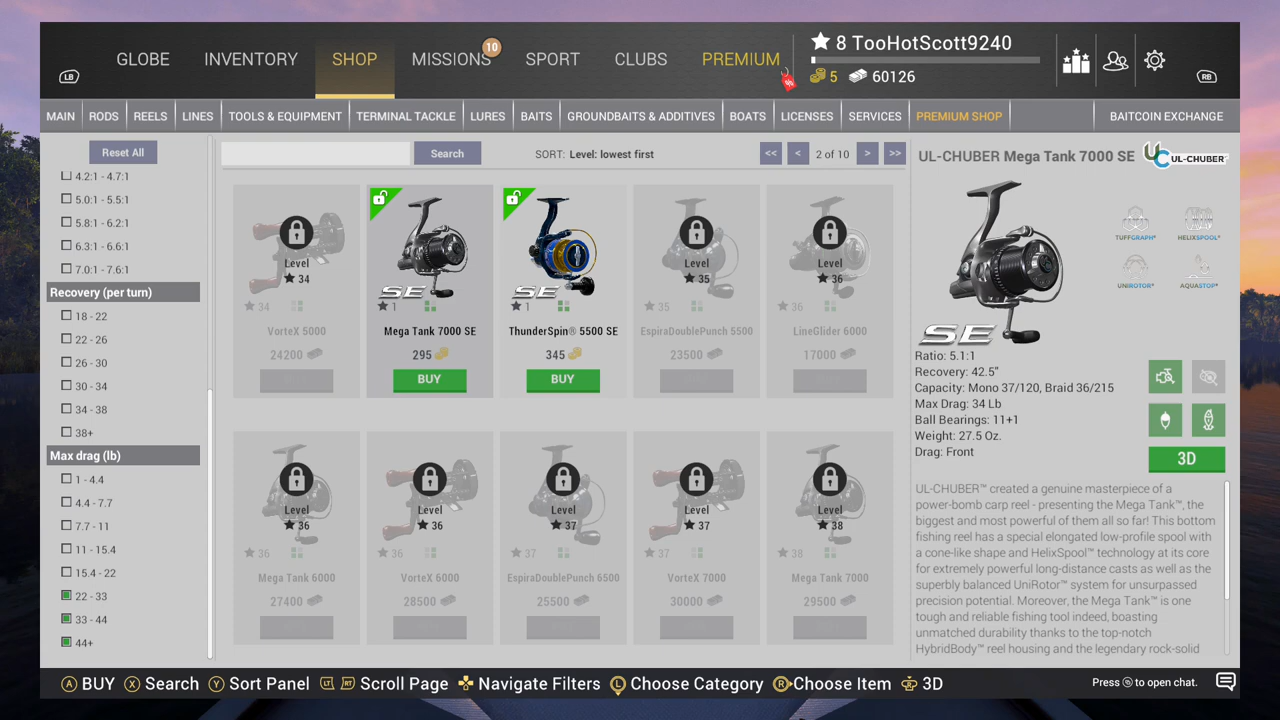 GLOBE INVENTORY SHOP MISSIONS 10 SPORT CLUBS PREMIUM
8 TooHotScott9240
5 60126
LB RB
MAIN RODS REELS LINES TOOLS & EQUIPMENT TERMINAL TACKLE LURES BAITS GROUNDBAITS & ADDITIVES BOATS LICENSES SERVICES PREMIUM SHOP BAITCOIN EXCHANGE
Reset All
4.2:1 - 4.7:1
5.0:1 - 5.5:1
5.8:1 - 6.2:1
6.3:1 - 6.6:1
7.0:1 - 7.6:1
Recovery (per turn)
18 - 22
22 - 26
26 - 30
30 - 34
34 - 38
38+
Max drag (lb)
1 - 4.4
4.4 - 7.7
7.7 - 11
11 - 15.4
15.4 - 22
22 - 33
33 - 44
44+
Search SORT: Level: lowest first << < 2 of 10 > >>
Level
34
34
VorteX 5000
24200
SE
1
Mega Tank 7000 SE
295
BUY
SE
1
ThunderSpin® 5500 SE
345
BUY
Level
35
35
EspiraDoublePunch 5500
23500
Level
36
36
LineGlider 6000
17000
Level
36
36
Mega Tank 6000
27400
Level
36
36
VorteX 6000
28500
Level
37
37
EspiraDoublePunch 6500
25500
Level
37
37
VorteX 7000
30000
Level
38
38
Mega Tank 7000
29500
UL-CHUBER Mega Tank 7000 SE
UL-CHUBER
TUFFGRAPH® HELIXSPOOL®
UNIROTOR® AQUASTOP®
SE
Ratio: 5.1:1
Recovery: 42.5"
Capacity: Mono 37/120, Braid 36/215
Max Drag: 34 Lb
Ball Bearings: 11+1
Weight: 27.5 Oz.
Drag: Front
3D
UL-CHUBER™ created a genuine masterpiece of a
power-bomb carp reel - presenting the Mega Tank™, the
biggest and most powerful of them all so far! This bottom
fishing reel has a special elongated low-profile spool with
a cone-like shape and HelixSpool™ technology at its core
for extremely powerful long-distance casts as well as the
superbly balanced UniRotor™ system for unsurpassed
precision potential. Moreover, the Mega Tank™ is one
tough and reliable fishing tool indeed, boasting
unmatched durability thanks to the top-notch
HybridBody™ reel housing and the legendary rock-solid
A BUY X Search Y Sort Panel LT RT Scroll Page Navigate Filters L Choose Category R Choose Item 3D
Press to open chat.